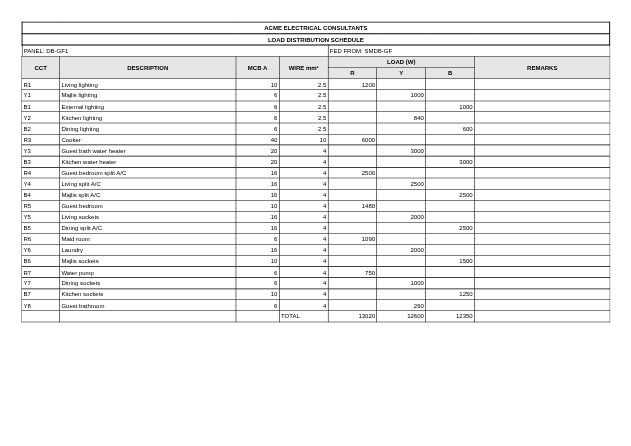 ACME ELECTRICAL CONSULTANTS
LOAD DISTRIBUTION SCHEDULE
PANEL: DB-GF1 FED FROM: SMDB-GF
CCT DESCRIPTION MCB A WIRE mm² LOAD (W) REMARKS
R Y B
R1 Living lighting 10 2.5 1200
Y1 Majlis lighting 6 2.5 1000
B1 External lighting 6 2.5 1000
Y2 Kitchen lighting 6 2.5 840
B2 Dining lighting 6 2.5 600
R3 Cooker 40 10 6000
Y3 Guest bath water heater 20 4 3000
B3 Kitchen water heater 20 4 3000
R4 Guest bedroom split A/C 16 4 2500
Y4 Living split A/C 16 4 2500
B4 Majlis split A/C 16 4 2500
R5 Guest bedroom 10 4 1480
Y5 Living sockets 16 4 2000
B5 Dining split A/C 16 4 2500
R6 Maid room 6 4 1090
Y6 Laundry 16 4 2000
B6 Majlis sockets 10 4 1500
R7 Water pump 6 4 750
Y7 Dining sockets 6 4 1000
B7 Kitchen sockets 10 4 1250
Y8 Guest bathroom 6 4 260
TOTAL 13020 12600 12350